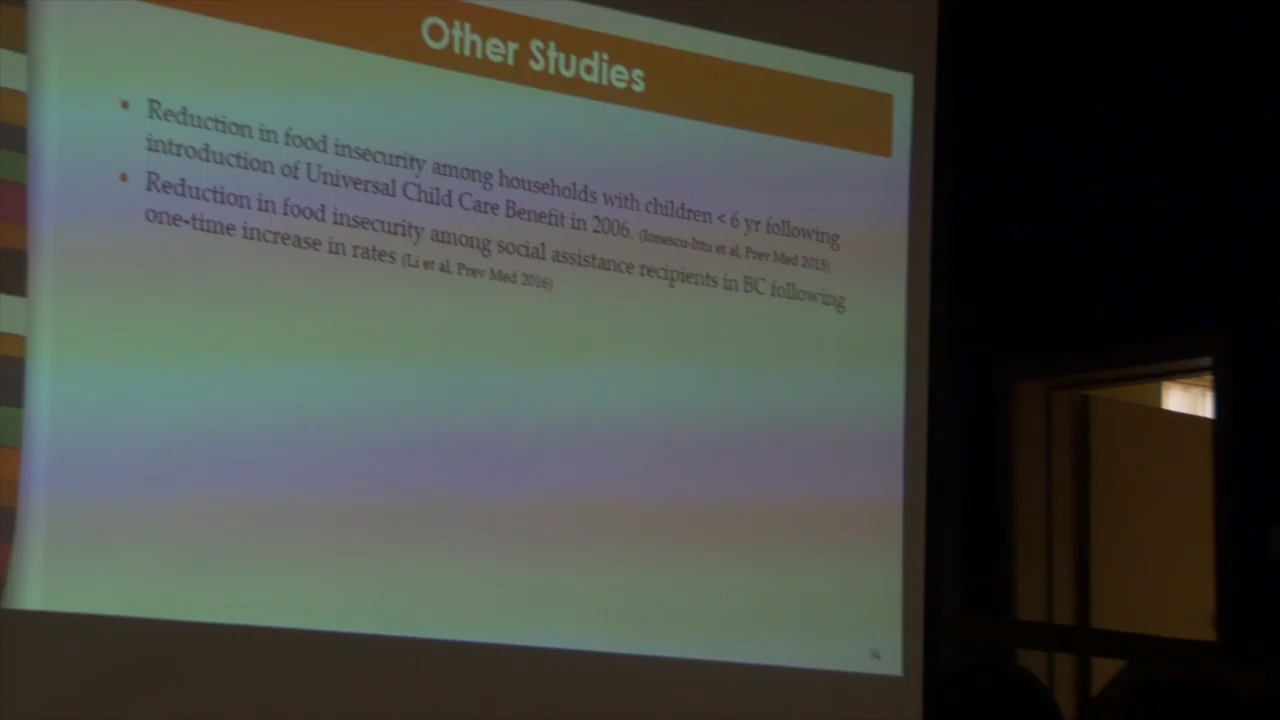 Other Studies
• Reduction in food insecurity among households with children < 6 yr following
introduction of Universal Child Care Benefit in 2006. (Ionescu-Ittu et al, Prev Med 2015)
• Reduction in food insecurity among social assistance recipients in BC following
one-time increase in rates (Li et al, Prev Med 2016)